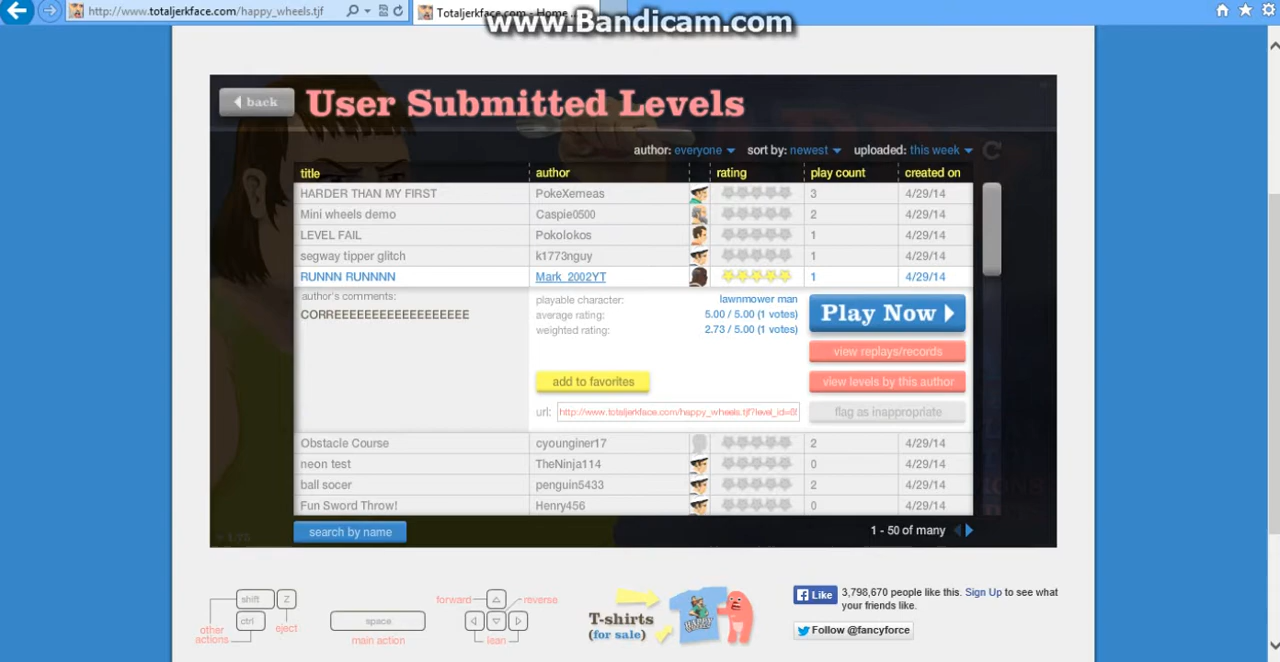 http://www.totaljerkface.com/happy_wheels.tjf
Totaljerkface.com - Home
www.Bandicam.com
back
User Submitted Levels
author: everyone sort by: newest uploaded: this week
title author rating play count created on
HARDER THAN MY FIRST PokeXemeas 3 4/29/14
Mini wheels demo Caspie0500 2 4/29/14
LEVEL FAIL Pokolokos 1 4/29/14
segway tipper glitch k1773nguy 1 4/29/14
RUNNN RUNNNN Mark_2002YT 1 4/29/14
author's comments:
CORREEEEEEEEEEEEEEEEEE
playable character: lawnmower man
average rating: 5.00 / 5.00 (1 votes)
weighted rating: 2.73 / 5.00 (1 votes)
Play Now
view replays/records
add to favorites
view levels by this author
url: http://www.totaljerkface.com/happy_wheels.tjf?level_id=
flag as inappropriate
Obstacle Course cyounginer17 2 4/29/14
neon test TheNinja114 0 4/29/14
ball socer penguin5433 2 4/29/14
Fun Sword Throw! Henry456 0 4/29/14
search by name
1 - 50 of many
shift Z
ctrl
other actions
eject
space
main action
forward reverse
lean
T-shirts
(for sale)
Like 3,798,670 people like this. Sign Up to see what your friends like.
Follow @fancyforce